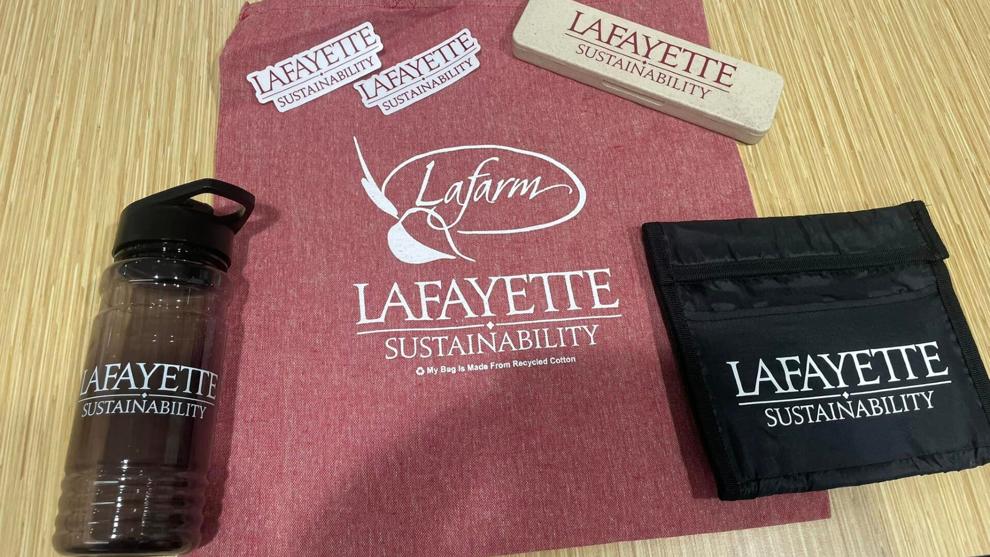 LAFAYETTE
SUSTAINABILITY
LAFAYETTE
SUSTAINABILITY
LAFAYETTE
SUSTAINABILITY
Lafarm
LAFAYETTE
SUSTAINABILITY
♻ My Bag Is Made From Recycled Cotton
LAFAYETTE
SUSTAINABILITY
LAFAYETTE
SUSTAINABILITY